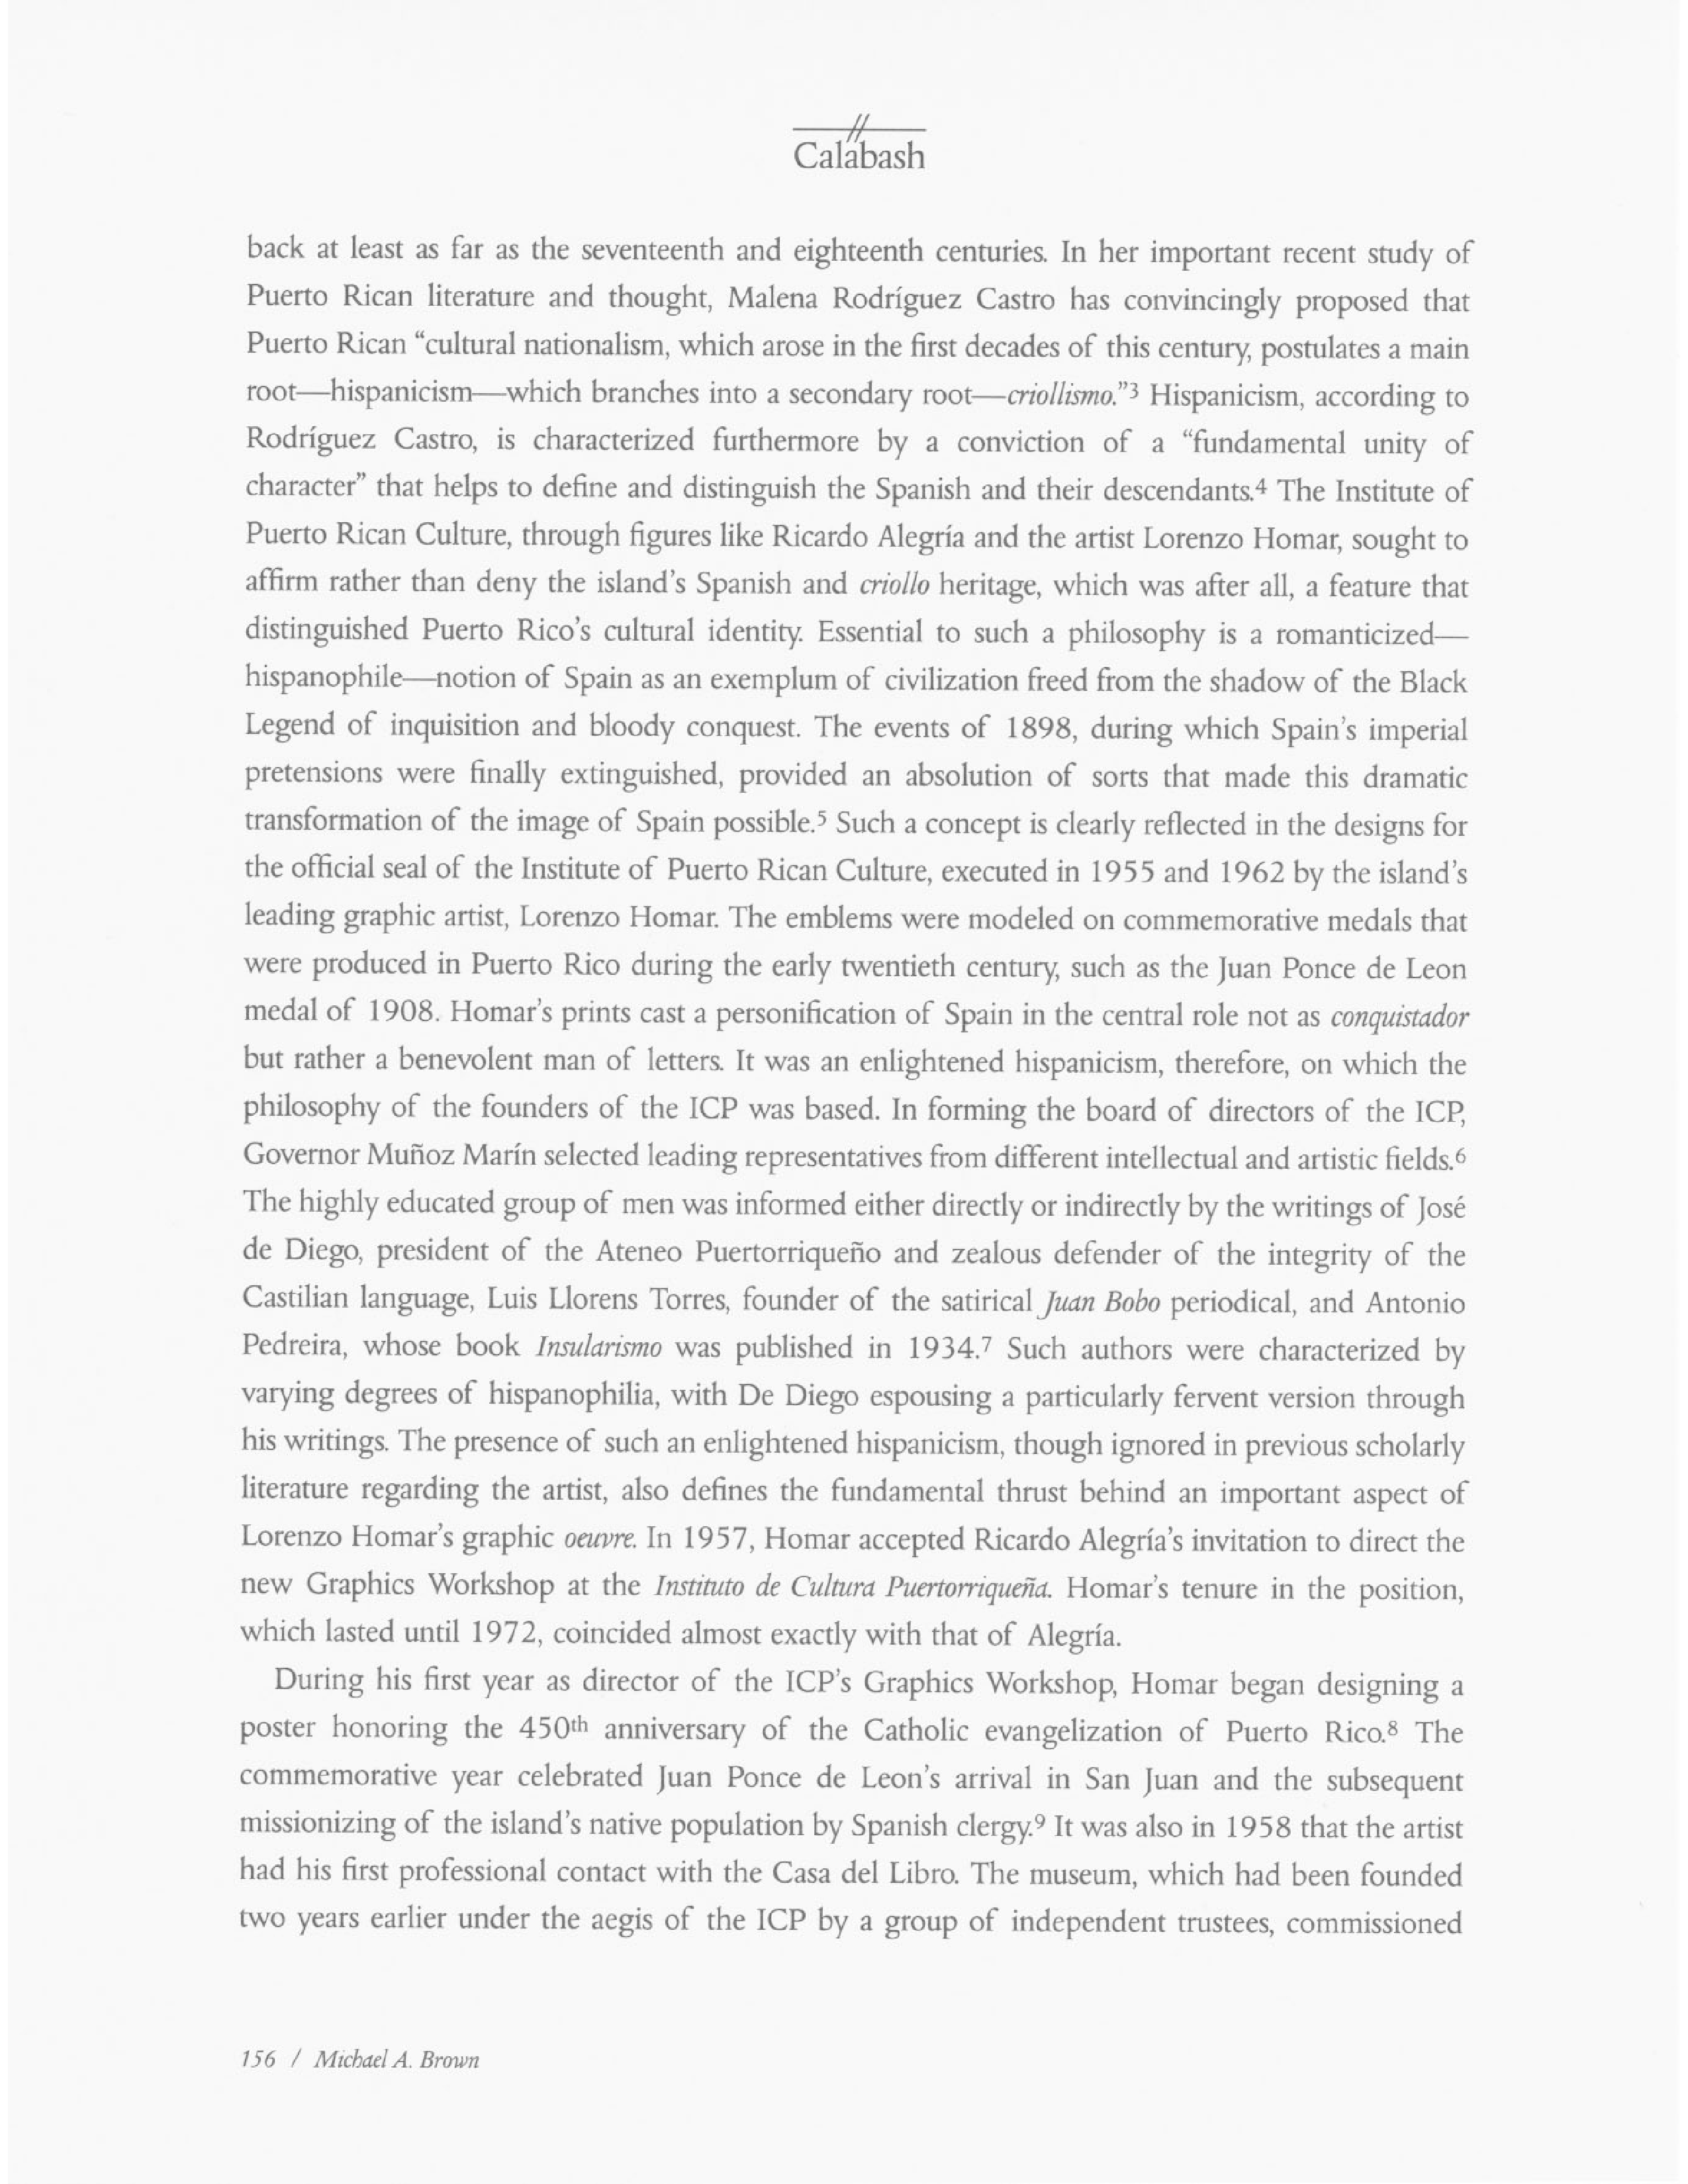 Calabash
back at least as far as the seventeenth and eighteenth centuries. In her important recent study of
Puerto Rican literature and thought, Malena Rodríguez Castro has convincingly proposed that
Puerto Rican “cultural nationalism, which arose in the first decades of this century, postulates a main
root—hispanicism—which branches into a secondary root—criollismo.”3 Hispanicism, according to
Rodríguez Castro, is characterized furthermore by a conviction of a “fundamental unity of
character” that helps to define and distinguish the Spanish and their descendants.4 The Institute of
Puerto Rican Culture, through figures like Ricardo Alegría and the artist Lorenzo Homar, sought to
affirm rather than deny the island’s Spanish and criollo heritage, which was after all, a feature that
distinguished Puerto Rico’s cultural identity. Essential to such a philosophy is a romanticized—
hispanophile—notion of Spain as an exemplum of civilization freed from the shadow of the Black
Legend of inquisition and bloody conquest. The events of 1898, during which Spain’s imperial
pretensions were finally extinguished, provided an absolution of sorts that made this dramatic
transformation of the image of Spain possible.5 Such a concept is clearly reflected in the designs for
the official seal of the Institute of Puerto Rican Culture, executed in 1955 and 1962 by the island’s
leading graphic artist, Lorenzo Homar. The emblems were modeled on commemorative medals that
were produced in Puerto Rico during the early twentieth century, such as the Juan Ponce de Leon
medal of 1908. Homar’s prints cast a personification of Spain in the central role not as conquistador
but rather a benevolent man of letters. It was an enlightened hispanicism, therefore, on which the
philosophy of the founders of the ICP was based. In forming the board of directors of the ICP,
Governor Muñoz Marín selected leading representatives from different intellectual and artistic fields.6
The highly educated group of men was informed either directly or indirectly by the writings of José
de Diego, president of the Ateneo Puertorriqueño and zealous defender of the integrity of the
Castilian language, Luis Llorens Torres, founder of the satirical Juan Bobo periodical, and Antonio
Pedreira, whose book Insularismo was published in 1934.7 Such authors were characterized by
varying degrees of hispanophilia, with De Diego espousing a particularly fervent version through
his writings. The presence of such an enlightened hispanicism, though ignored in previous scholarly
literature regarding the artist, also defines the fundamental thrust behind an important aspect of
Lorenzo Homar’s graphic oeuvre. In 1957, Homar accepted Ricardo Alegría’s invitation to direct the
new Graphics Workshop at the Instituto de Cultura Puertorriqueña. Homar’s tenure in the position,
which lasted until 1972, coincided almost exactly with that of Alegría.
During his first year as director of the ICP’s Graphics Workshop, Homar began designing a
poster honoring the 450th anniversary of the Catholic evangelization of Puerto Rico.8 The
commemorative year celebrated Juan Ponce de Leon’s arrival in San Juan and the subsequent
missionizing of the island’s native population by Spanish clergy.9 It was also in 1958 that the artist
had his first professional contact with the Casa del Libro. The museum, which had been founded
two years earlier under the aegis of the ICP by a group of independent trustees, commissioned
156 / Michael A. Brown